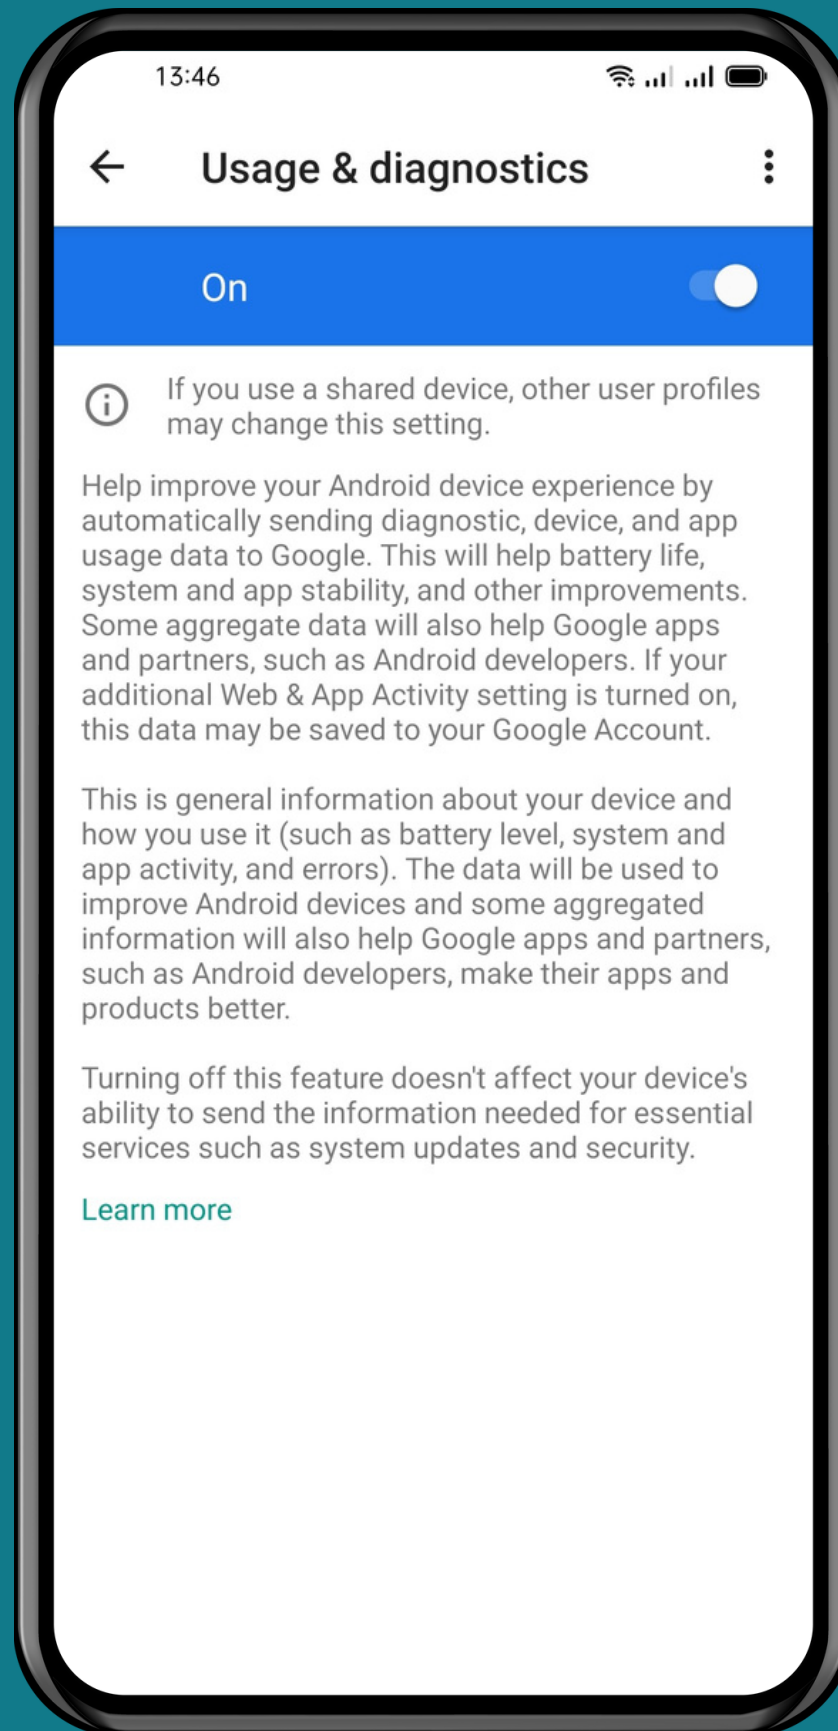 13:46
Usage & diagnostics
On
If you use a shared device, other user profiles
may change this setting.
Help improve your Android device experience by
automatically sending diagnostic, device, and app
usage data to Google. This will help battery life,
system and app stability, and other improvements.
Some aggregate data will also help Google apps
and partners, such as Android developers. If your
additional Web & App Activity setting is turned on,
this data may be saved to your Google Account.
This is general information about your device and
how you use it (such as battery level, system and
app activity, and errors). The data will be used to
improve Android devices and some aggregated
information will also help Google apps and partners,
such as Android developers, make their apps and
products better.
Turning off this feature doesn't affect your device's
ability to send the information needed for essential
services such as system updates and security.
Learn more